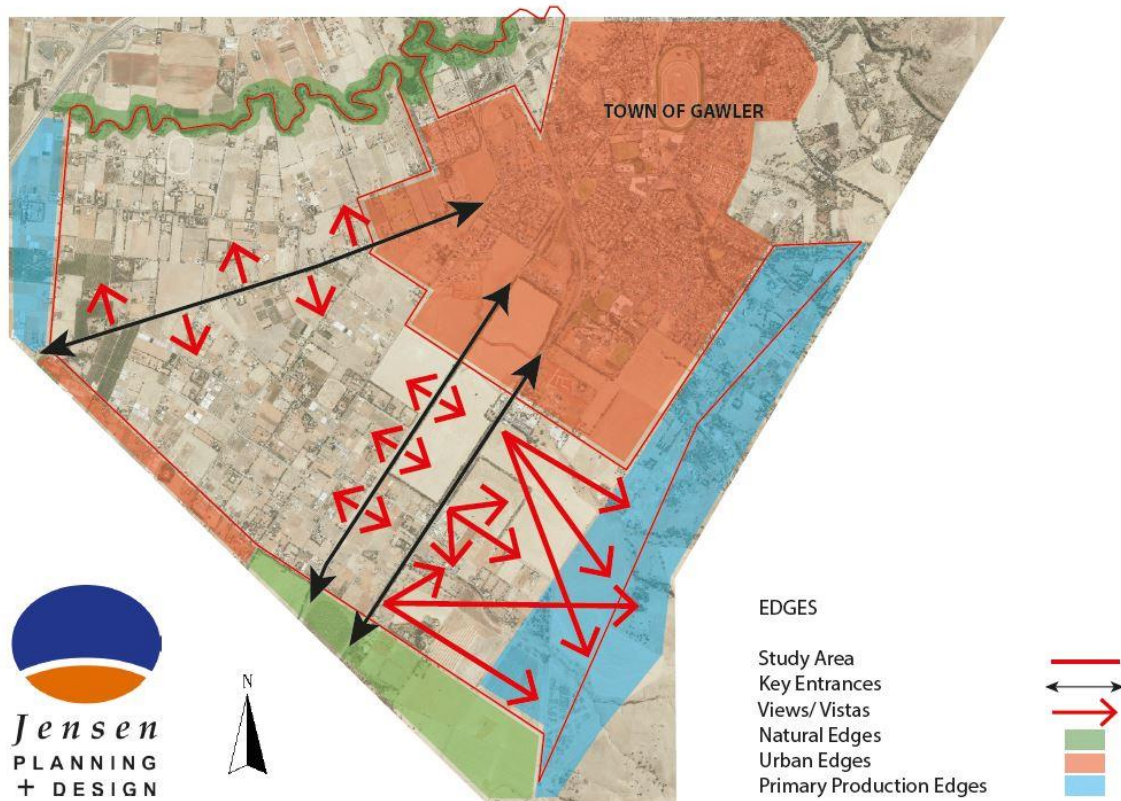 TOWN OF GAWLER
Jensen
PLANNING
+ DESIGN
N
EDGES
Study Area
Key Entrances
Views/ Vistas
Natural Edges
Urban Edges
Primary Production Edges